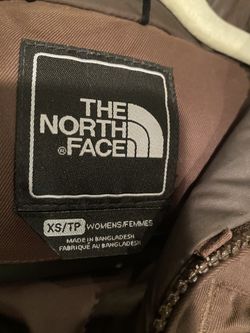 THE
NORTH
®FACE
XS/TP WOMENS/FEMMES
MADE IN BANGLADESH
FABRIQUÉ AU BANGLADESH